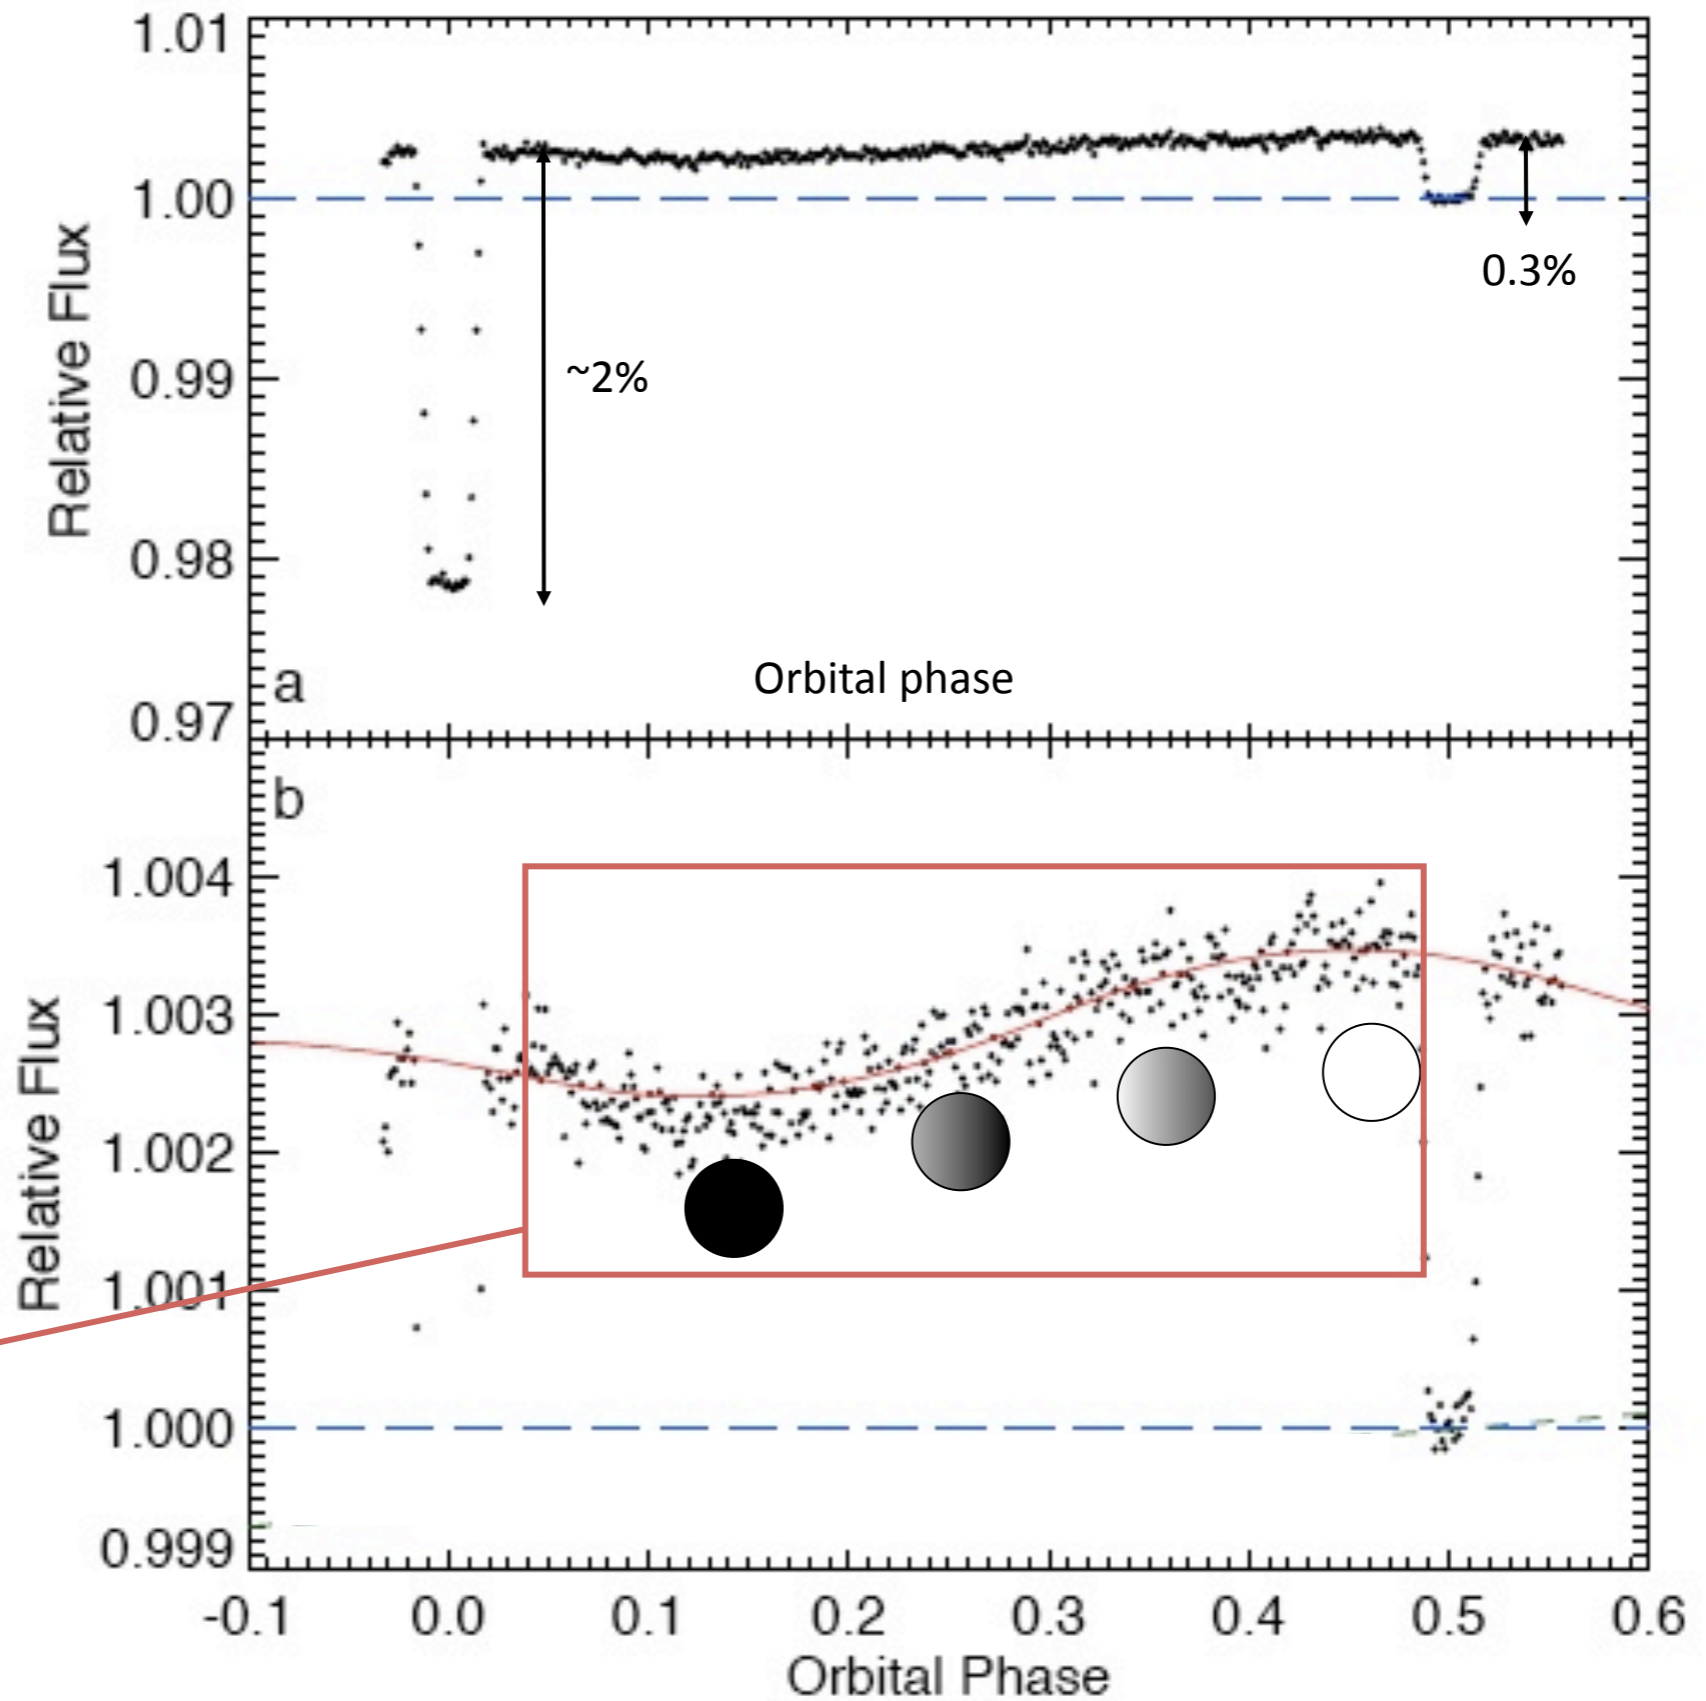 1.01
1.00
0.99
0.98
0.97
Relative Flux
~2%
0.3%
a
Orbital phase
b
1.004
1.003
1.002
1.001
1.000
0.999
Relative Flux
-0.1 0.0 0.1 0.2 0.3 0.4 0.5 0.6
Orbital Phase